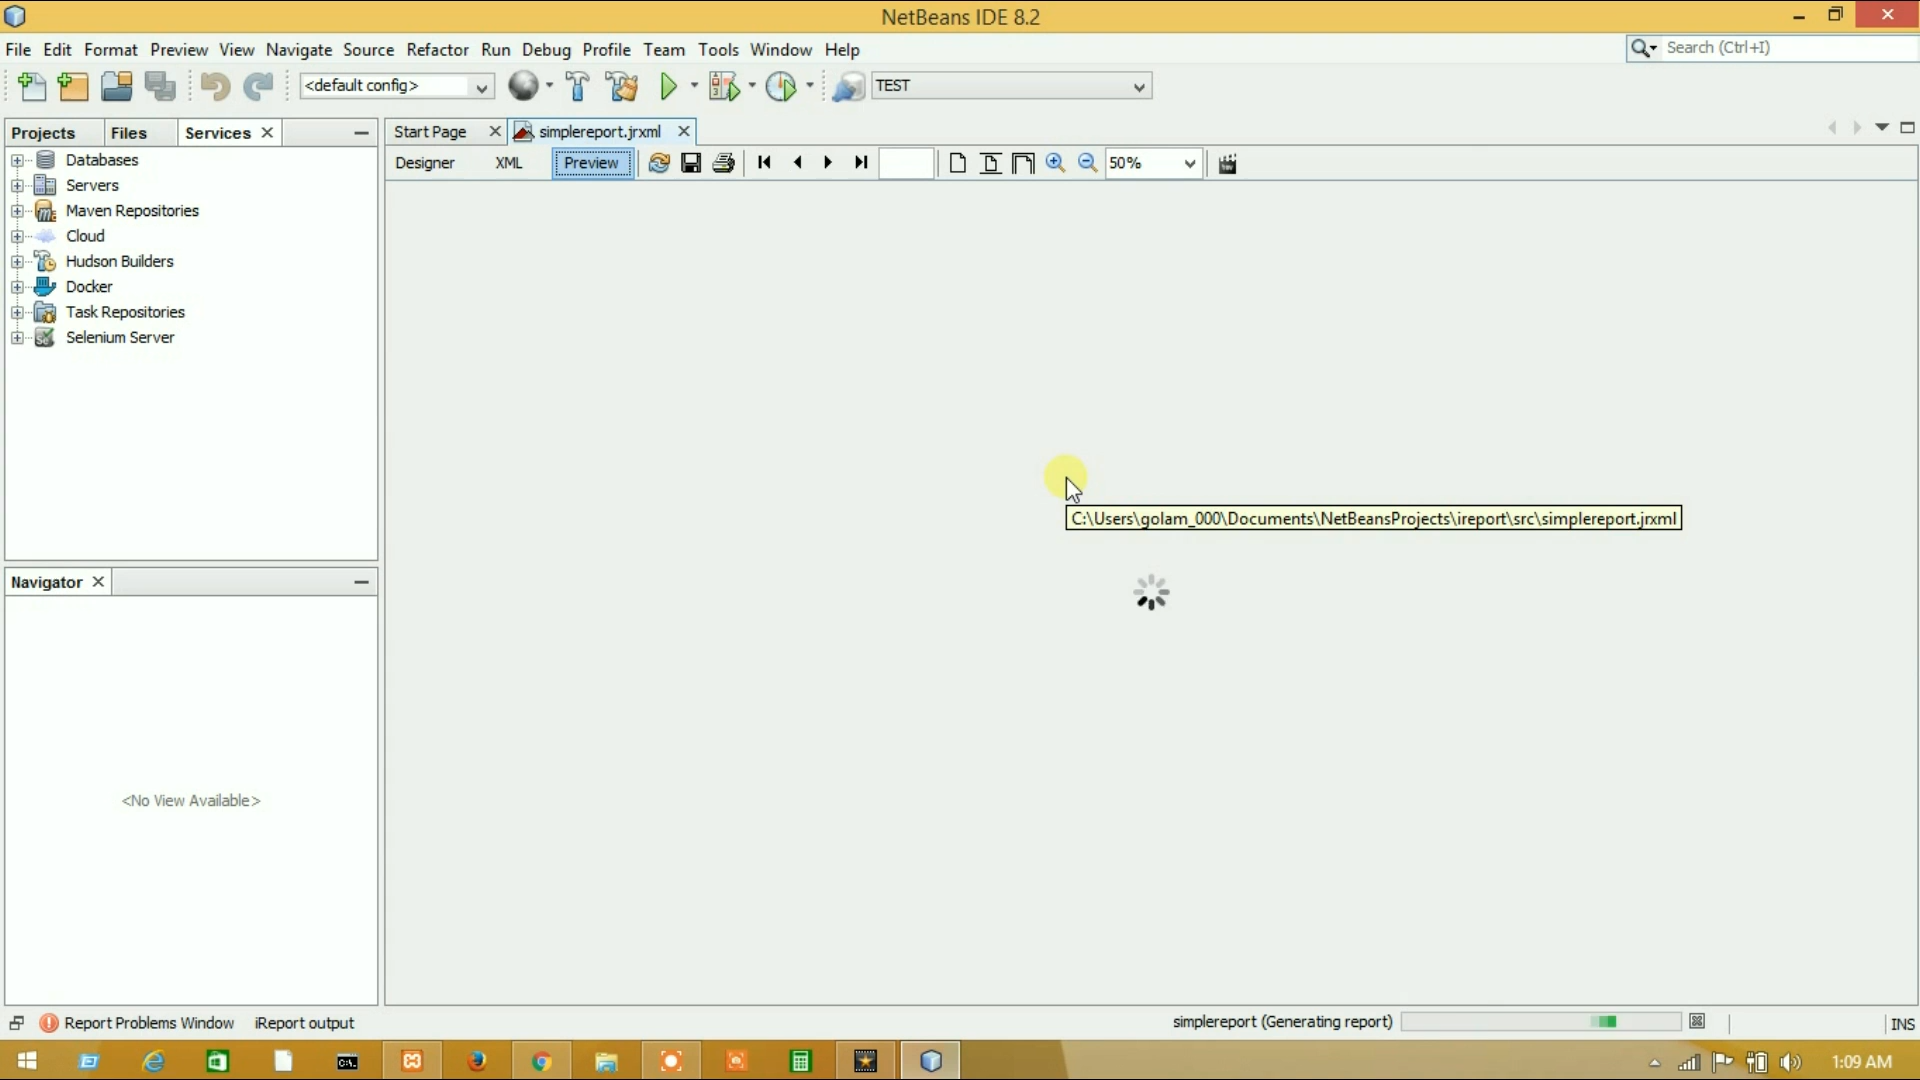 NetBeans IDE 8.2
File Edit Format Preview View Navigate Source Refactor Run Debug Profile Team Tools Window Help
Search (Ctrl+I)
<default config>
TEST
Projects Files Services
Start Page simplereport.jrxml
Designer XML Preview 50%
Databases
Servers
Maven Repositories
Cloud
Hudson Builders
Docker
Task Repositories
Selenium Server
C:\Users\golam_000\Documents\NetBeansProjects\ireport\src\simplereport.jrxml
Navigator
<No View Available>
Report Problems Window iReport output
simplereport (Generating report)
INS
1:09 AM